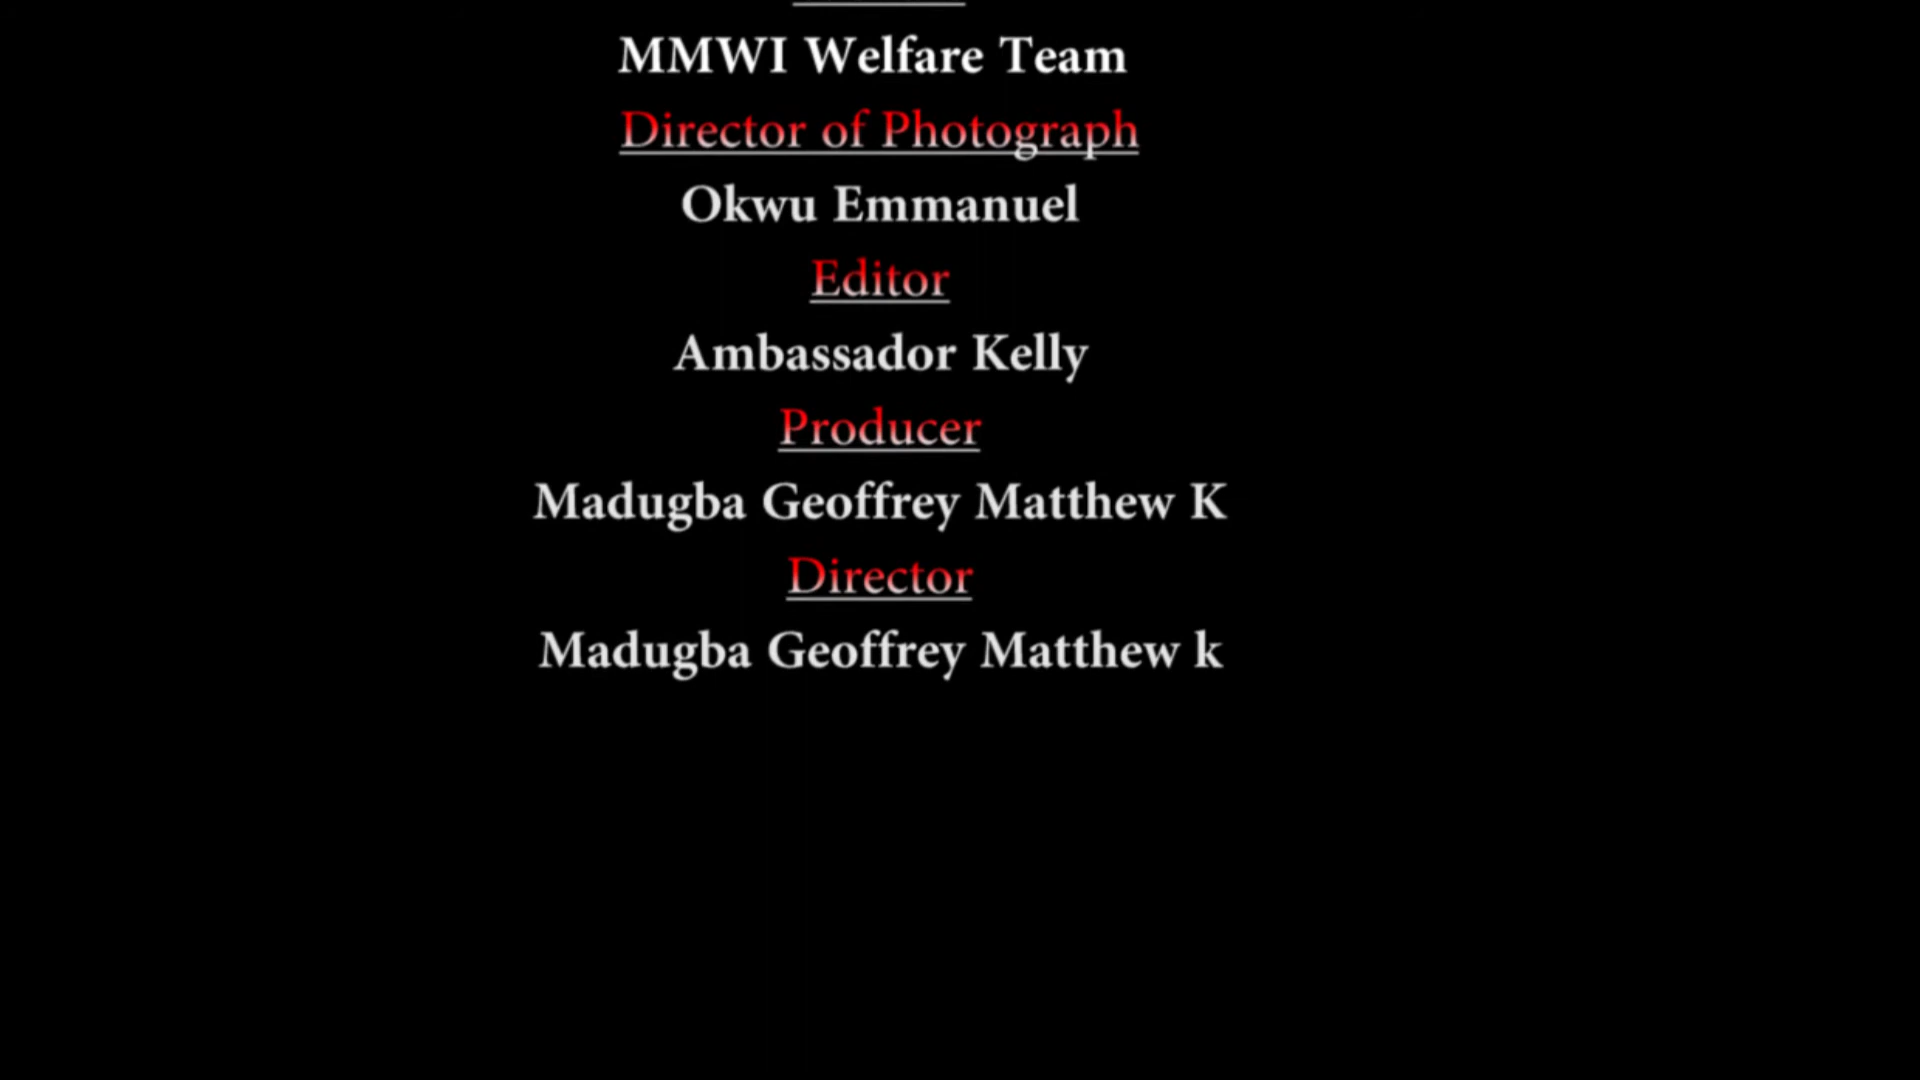 MMWI Welfare Team
Director of Photograph
Okwu Emmanuel
Editor
Ambassador Kelly
Producer
Madugba Geoffrey Matthew K
Director
Madugba Geoffrey Matthew k